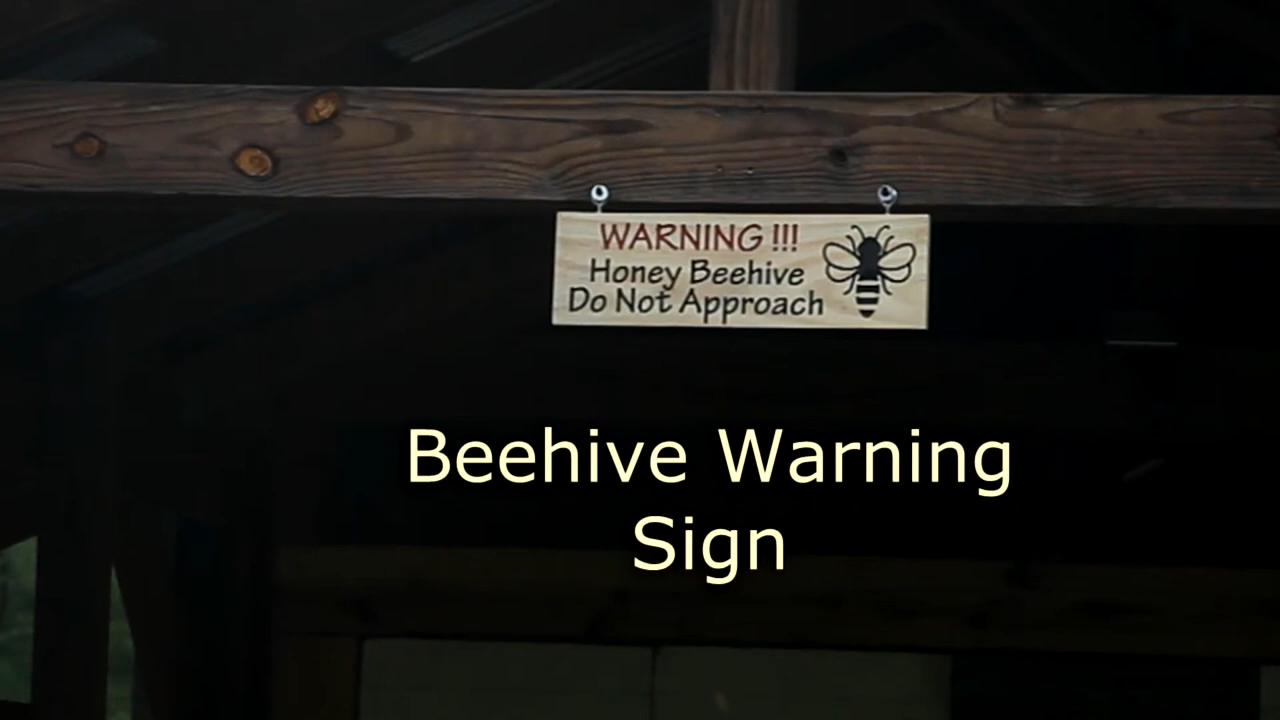 WARNING !!!
Honey Beehive
Do Not Approach
Beehive Warning
Sign